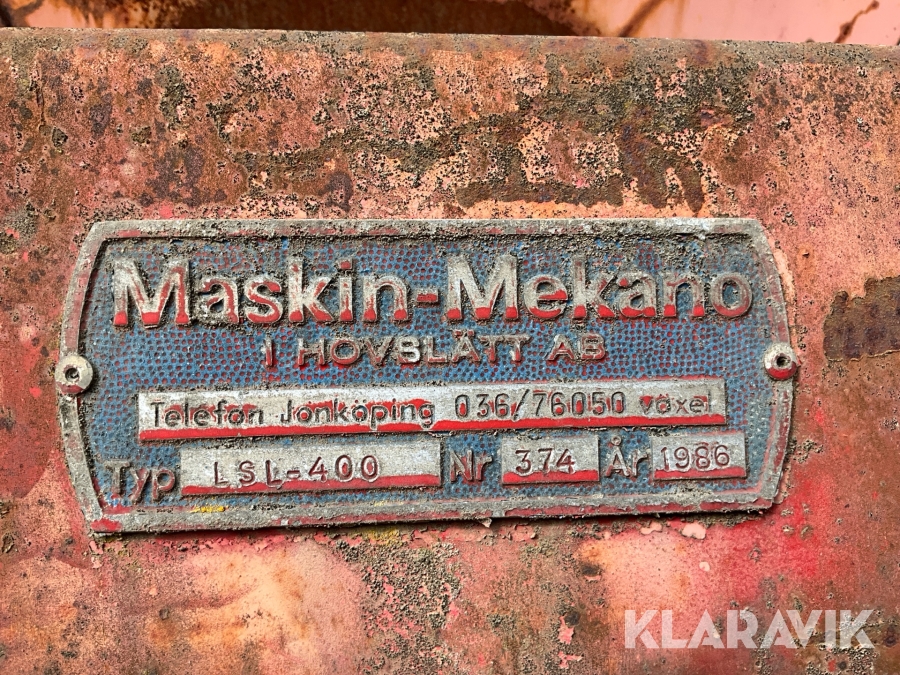 Maskin-Mekano
I HOVSLÄTT AB
Telefon Jönköping 036/76050 växel
Typ LSL-400 Nr 374 År 1986
KLARAVIK